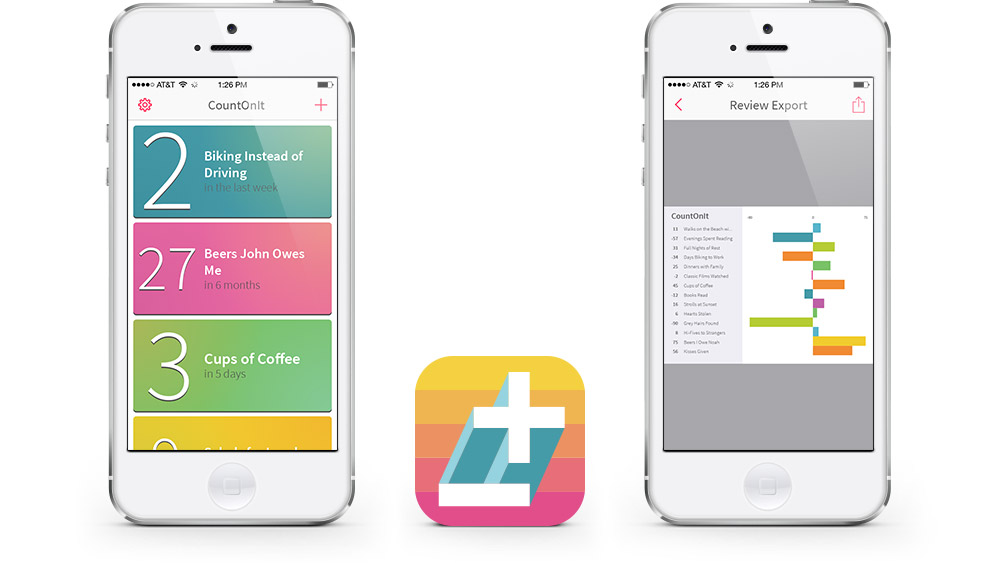 AT&T 1:26 PM
CountOnIt
2
Biking Instead of
Driving
in the last week
27
Beers John Owes
Me
in 6 months
3
Cups of Coffee
in 5 days
AT&T 1:26 PM
Review Export
CountOnIt
-90 0 75
13 Walks on the Beach wi...
-57 Evenings Spent Reading
31 Full Nights of Rest
-34 Days Biking to Work
25 Dinners with Family
-2 Classic Films Watched
45 Cups of Coffee
-12 Books Read
16 Strolls at Sunset
6 Hearts Stolen
-90 Grey Hairs Found
8 Hi-Fives to Strangers
75 Beers I Owe Noah
56 Kisses Given